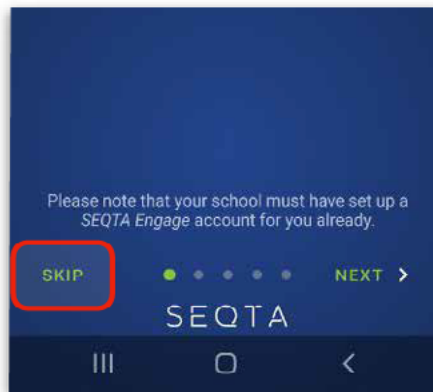 Please note that your school must have set up a
SEQTA Engage account for you already.
SKIP NEXT
SEQTA